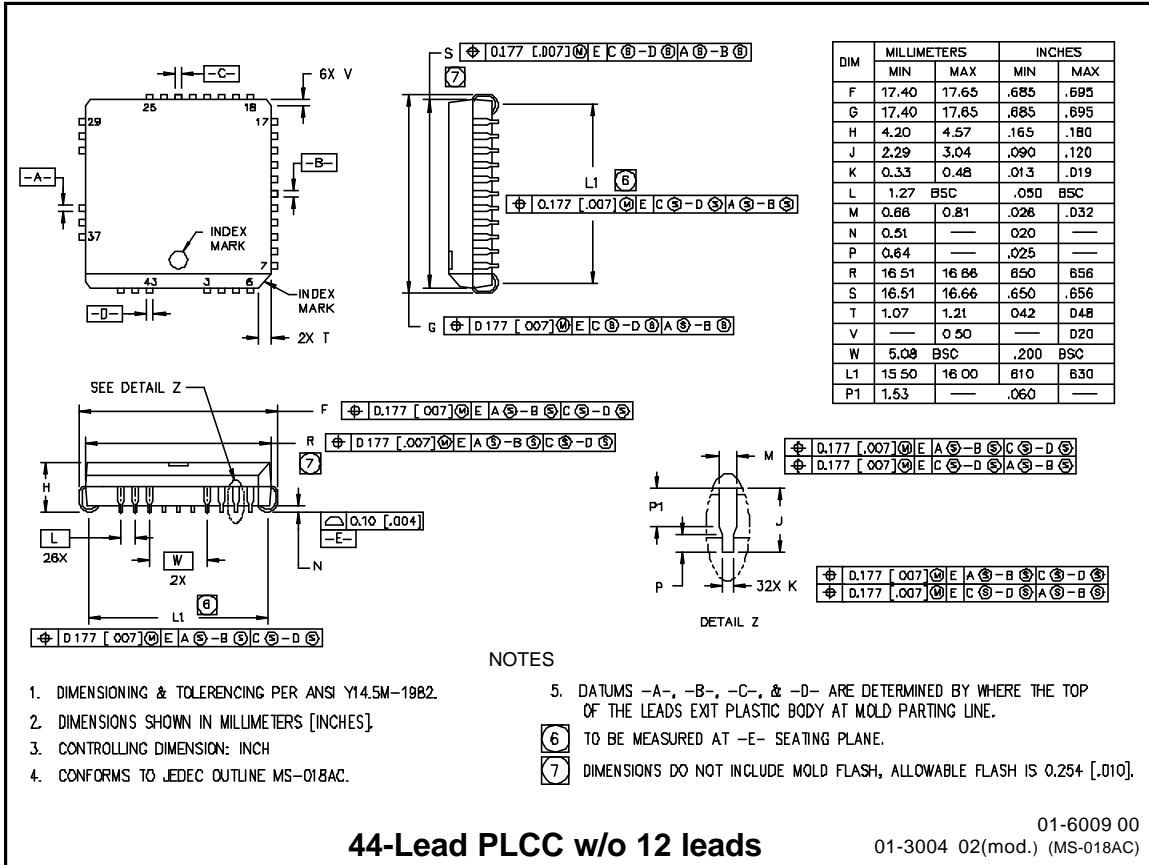 S ⌖ 0.177 [.007] Ⓜ E C Ⓢ-D Ⓢ A Ⓢ-B Ⓢ
7
-C-
6X V
25 18
29 17
-A-
-B-
37
INDEX
MARK
7
43 3 6
INDEX
MARK
-D-
2X T
L1 6
⌖ 0.177 [.007] Ⓜ E C Ⓢ-D Ⓢ A Ⓢ-B Ⓢ
G ⌖ 0 177 [ 007] Ⓜ E C Ⓢ-D Ⓢ A Ⓢ-B Ⓢ
DIM MILLIMETERS INCHES
MIN MAX MIN MAX
F 17.40 17.65 .685 .695
G 17.40 17.65 .685 .695
H 4.20 4.57 .165 .180
J 2.29 3.04 .090 .120
K 0.33 0.48 .013 .019
L 1.27 BSC .050 BSC
M 0.66 0.81 .026 .032
N 0.51 — 020 —
P 0.64 — .025 —
R 16 51 16 66 650 656
S 16.51 16.66 .650 .656
T 1.07 1.21 042 048
V — 0 50 — 020
W 5.08 BSC .200 BSC
L1 15 50 16 00 610 630
P1 1.53 — .060 —
SEE DETAIL Z
F ⌖ 0.177 [ 007] Ⓜ E A Ⓢ-B Ⓢ C Ⓢ-D Ⓢ
R ⌖ 0 177 [.007] Ⓜ E A Ⓢ-B Ⓢ C Ⓢ-D Ⓢ
7
H
L
26X
W
2X
⌓ 0.10 [.004]
-E-
N
L1 6
⌖ 0 177 [ 007] Ⓜ E A Ⓢ-B Ⓢ C Ⓢ-D Ⓢ
M ⌖ 0.177 [.007] Ⓜ E A Ⓢ-B Ⓢ C Ⓢ-D Ⓢ
⌖ 0.177 [.007] Ⓜ E C Ⓢ-D Ⓢ A Ⓢ-B Ⓢ
P1
J
P
32X K
⌖ 0.177 [ 007] Ⓜ E A Ⓢ-B Ⓢ C Ⓢ-D Ⓢ
⌖ 0.177 [.007] Ⓜ E C Ⓢ-D Ⓢ A Ⓢ-B Ⓢ
DETAIL Z
NOTES
1. DIMENSIONING & TOLERENCING PER ANSI Y14.5M-1982.
2. DIMENSIONS SHOWN IN MILLIMETERS [INCHES].
3. CONTROLLING DIMENSION: INCH
4. CONFORMS TO JEDEC OUTLINE MS-018AC.
5. DATUMS -A-, -B-, -C-, & -D- ARE DETERMINED BY WHERE THE TOP
OF THE LEADS EXIT PLASTIC BODY AT MOLD PARTING LINE.
6 TO BE MEASURED AT -E- SEATING PLANE.
7 DIMENSIONS DO NOT INCLUDE MOLD FLASH, ALLOWABLE FLASH IS 0.254 [.010].
44-Lead PLCC w/o 12 leads
01-6009 00
01-3004 02(mod.) (MS-018AC)